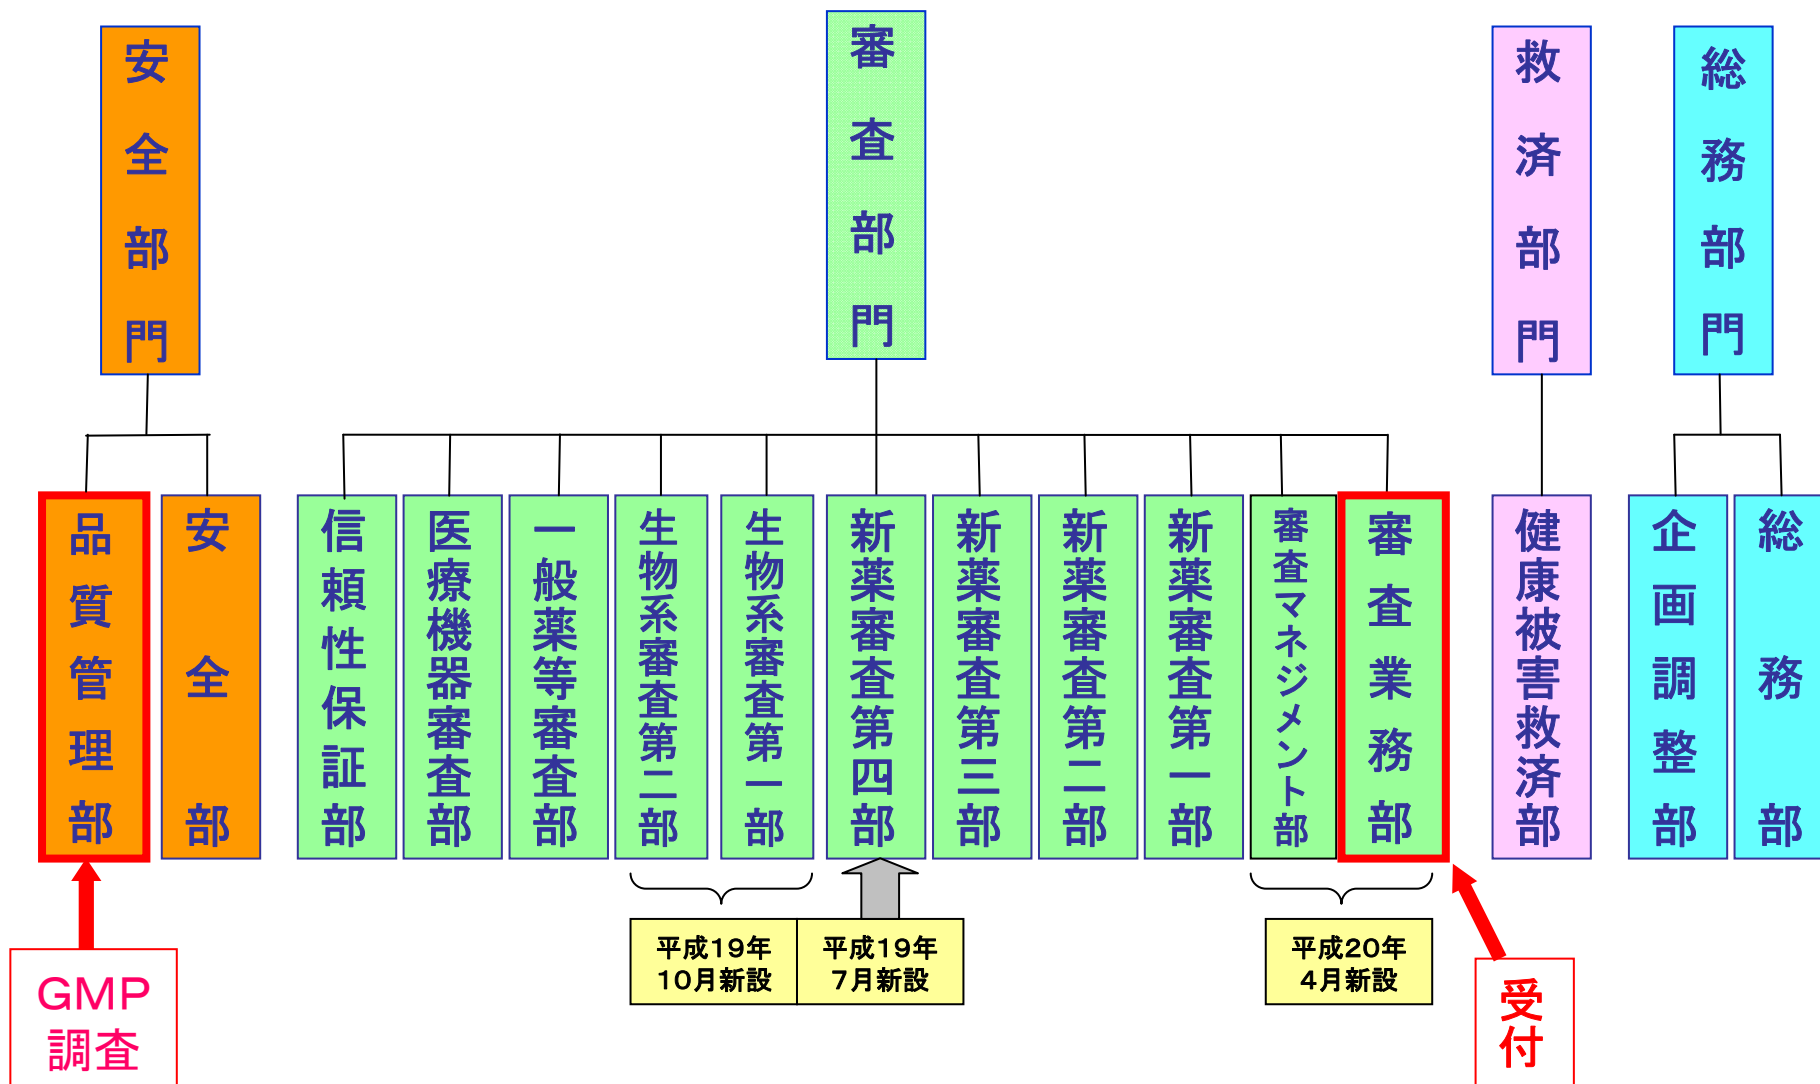 安全部門
審査部門
救済部門
総務部門
品質管理部
安全部
信頼性保証部
医療機器審査部
一般薬等審査部
生物系審査第二部
生物系審査第一部
新薬審査第四部
新薬審査第三部
新薬審査第二部
新薬審査第一部
審査マネジメント部
審査業務部
健康被害救済部
企画調整部
総務部
平成19年
10月新設
平成19年
7月新設
平成20年
4月新設
GMP
調査
受付